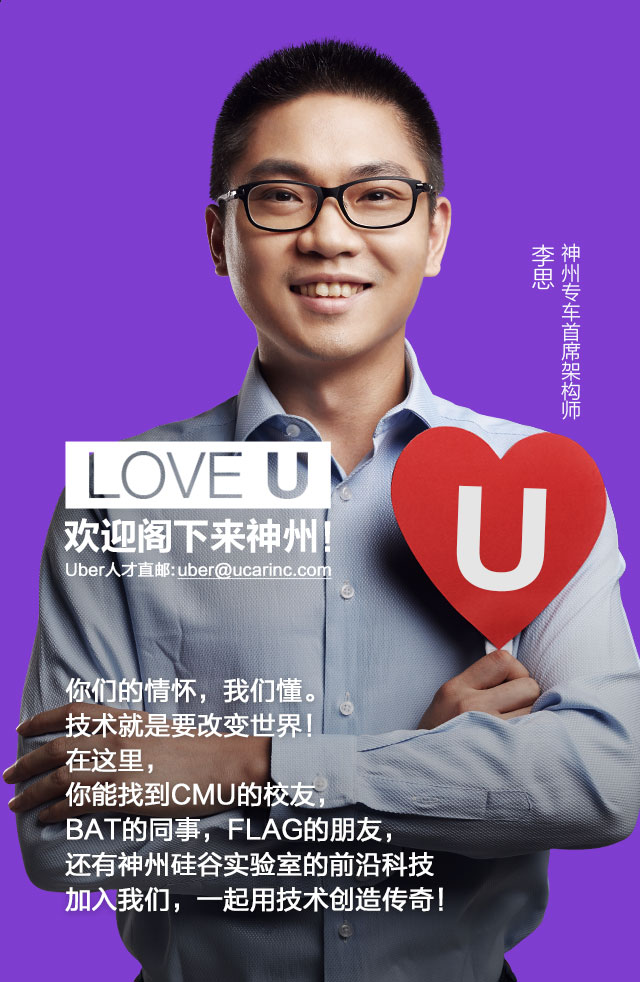 神州专车首席架构师
李思
LOVE U
U
欢迎阁下来神州！
Uber人才直邮：uber@ucarinc.com
你们的情怀，我们懂。
技术就是要改变世界！
在这里，
你能找到CMU的校友，
BAT的同事，FLAG的朋友，
还有神州硅谷实验室的前沿科技
加入我们，一起用技术创造传奇！